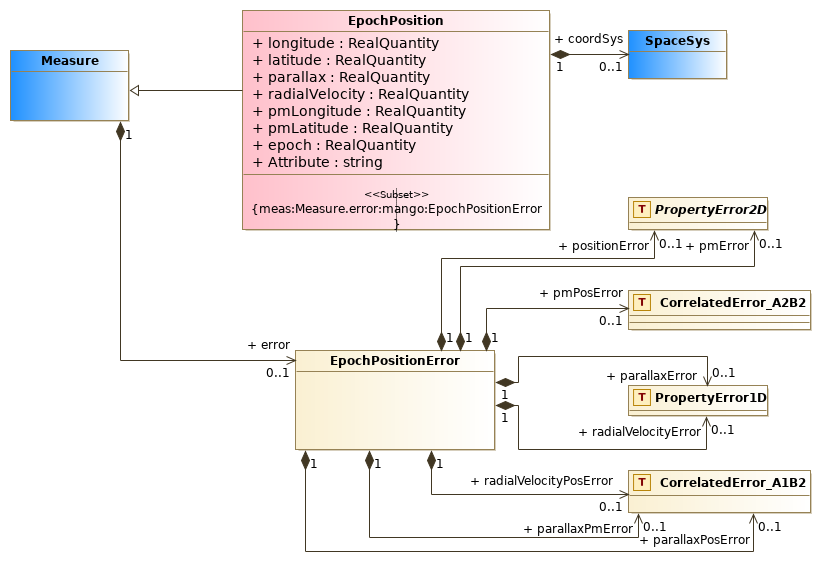 EpochPosition
+ longitude : RealQuantity
+ latitude : RealQuantity
+ parallax : RealQuantity
+ radialVelocity : RealQuantity
+ pmLongitude : RealQuantity
+ pmLatitude : RealQuantity
+ epoch : RealQuantity
+ Attribute : string
<<Subset>>
{meas:Measure.error:mango:EpochPositionError
}
Measure
1
+ coordSys
1
0..1
SpaceSys
T PropertyError2D
+ positionError
0..1
+ pmError
0..1
+ pmPosError
0..1
T CorrelatedError_A2B2
+ error
0..1
1
1
1
EpochPositionError
1
1
+ parallaxError
0..1
T PropertyError1D
+ radialVelocityError
0..1
1
1
1
+ radialVelocityPosError
0..1
T CorrelatedError_A1B2
+ parallaxPmError
0..1
+ parallaxPosError
0..1